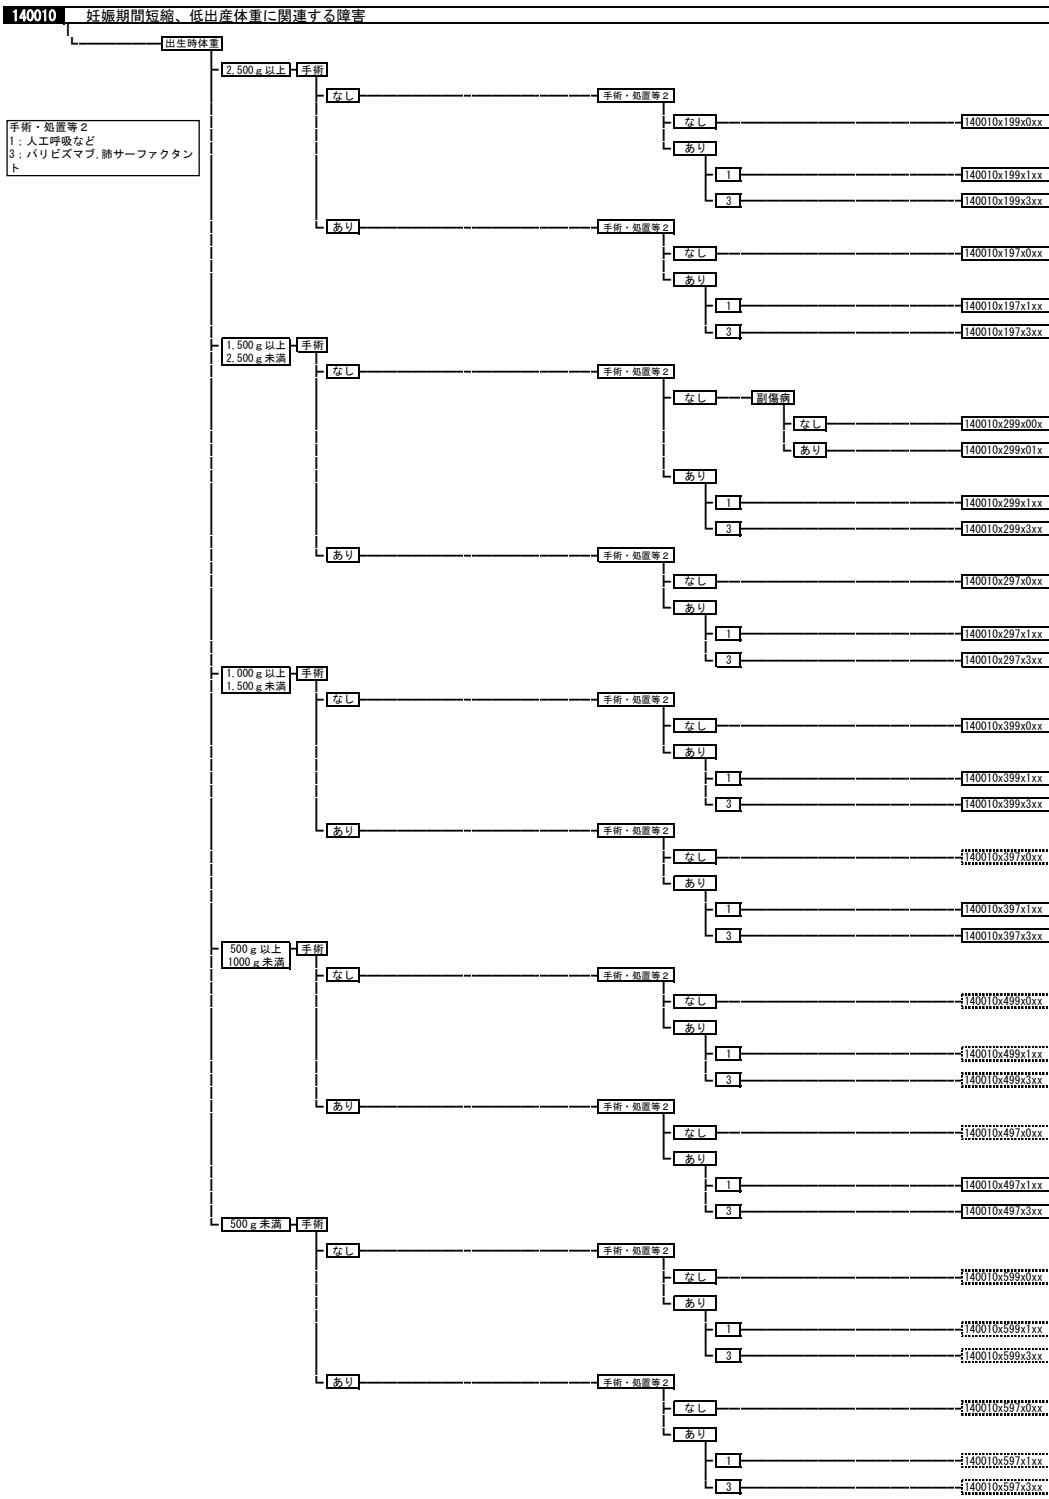 140010 妊娠期間短縮、低出産体重に関連する障害
出生時体重
2,500g以上 手術
なし 手術・処置等2
なし 140010x199x0xx
手術・処置等2
1;人工呼吸など
3;パリビズマブ,肺サーファクタン
ト
あり
1 140010x199x1xx
3 140010x199x3xx
あり 手術・処置等2
なし 140010x197x0xx
あり
1 140010x197x1xx
3 140010x197x3xx
1,500g以上 手術
2,500g未満
なし 手術・処置等2
なし 副傷病
なし 140010x299x00x
あり 140010x299x01x
あり
1 140010x299x1xx
3 140010x299x3xx
あり 手術・処置等2
なし 140010x297x0xx
あり
1 140010x297x1xx
3 140010x297x3xx
1,000g以上 手術
1,500g未満
なし 手術・処置等2
なし 140010x399x0xx
あり
1 140010x399x1xx
3 140010x399x3xx
あり 手術・処置等2
なし 140010x397x0xx
あり
1 140010x397x1xx
3 140010x397x3xx
500g以上 手術
1000g未満
なし 手術・処置等2
なし 140010x499x0xx
あり
1 140010x499x1xx
3 140010x499x3xx
あり 手術・処置等2
なし 140010x497x0xx
あり
1 140010x497x1xx
3 140010x497x3xx
500g未満 手術
なし 手術・処置等2
なし 140010x599x0xx
あり
1 140010x599x1xx
3 140010x599x3xx
あり 手術・処置等2
なし 140010x597x0xx
あり
1 140010x597x1xx
3 140010x597x3xx